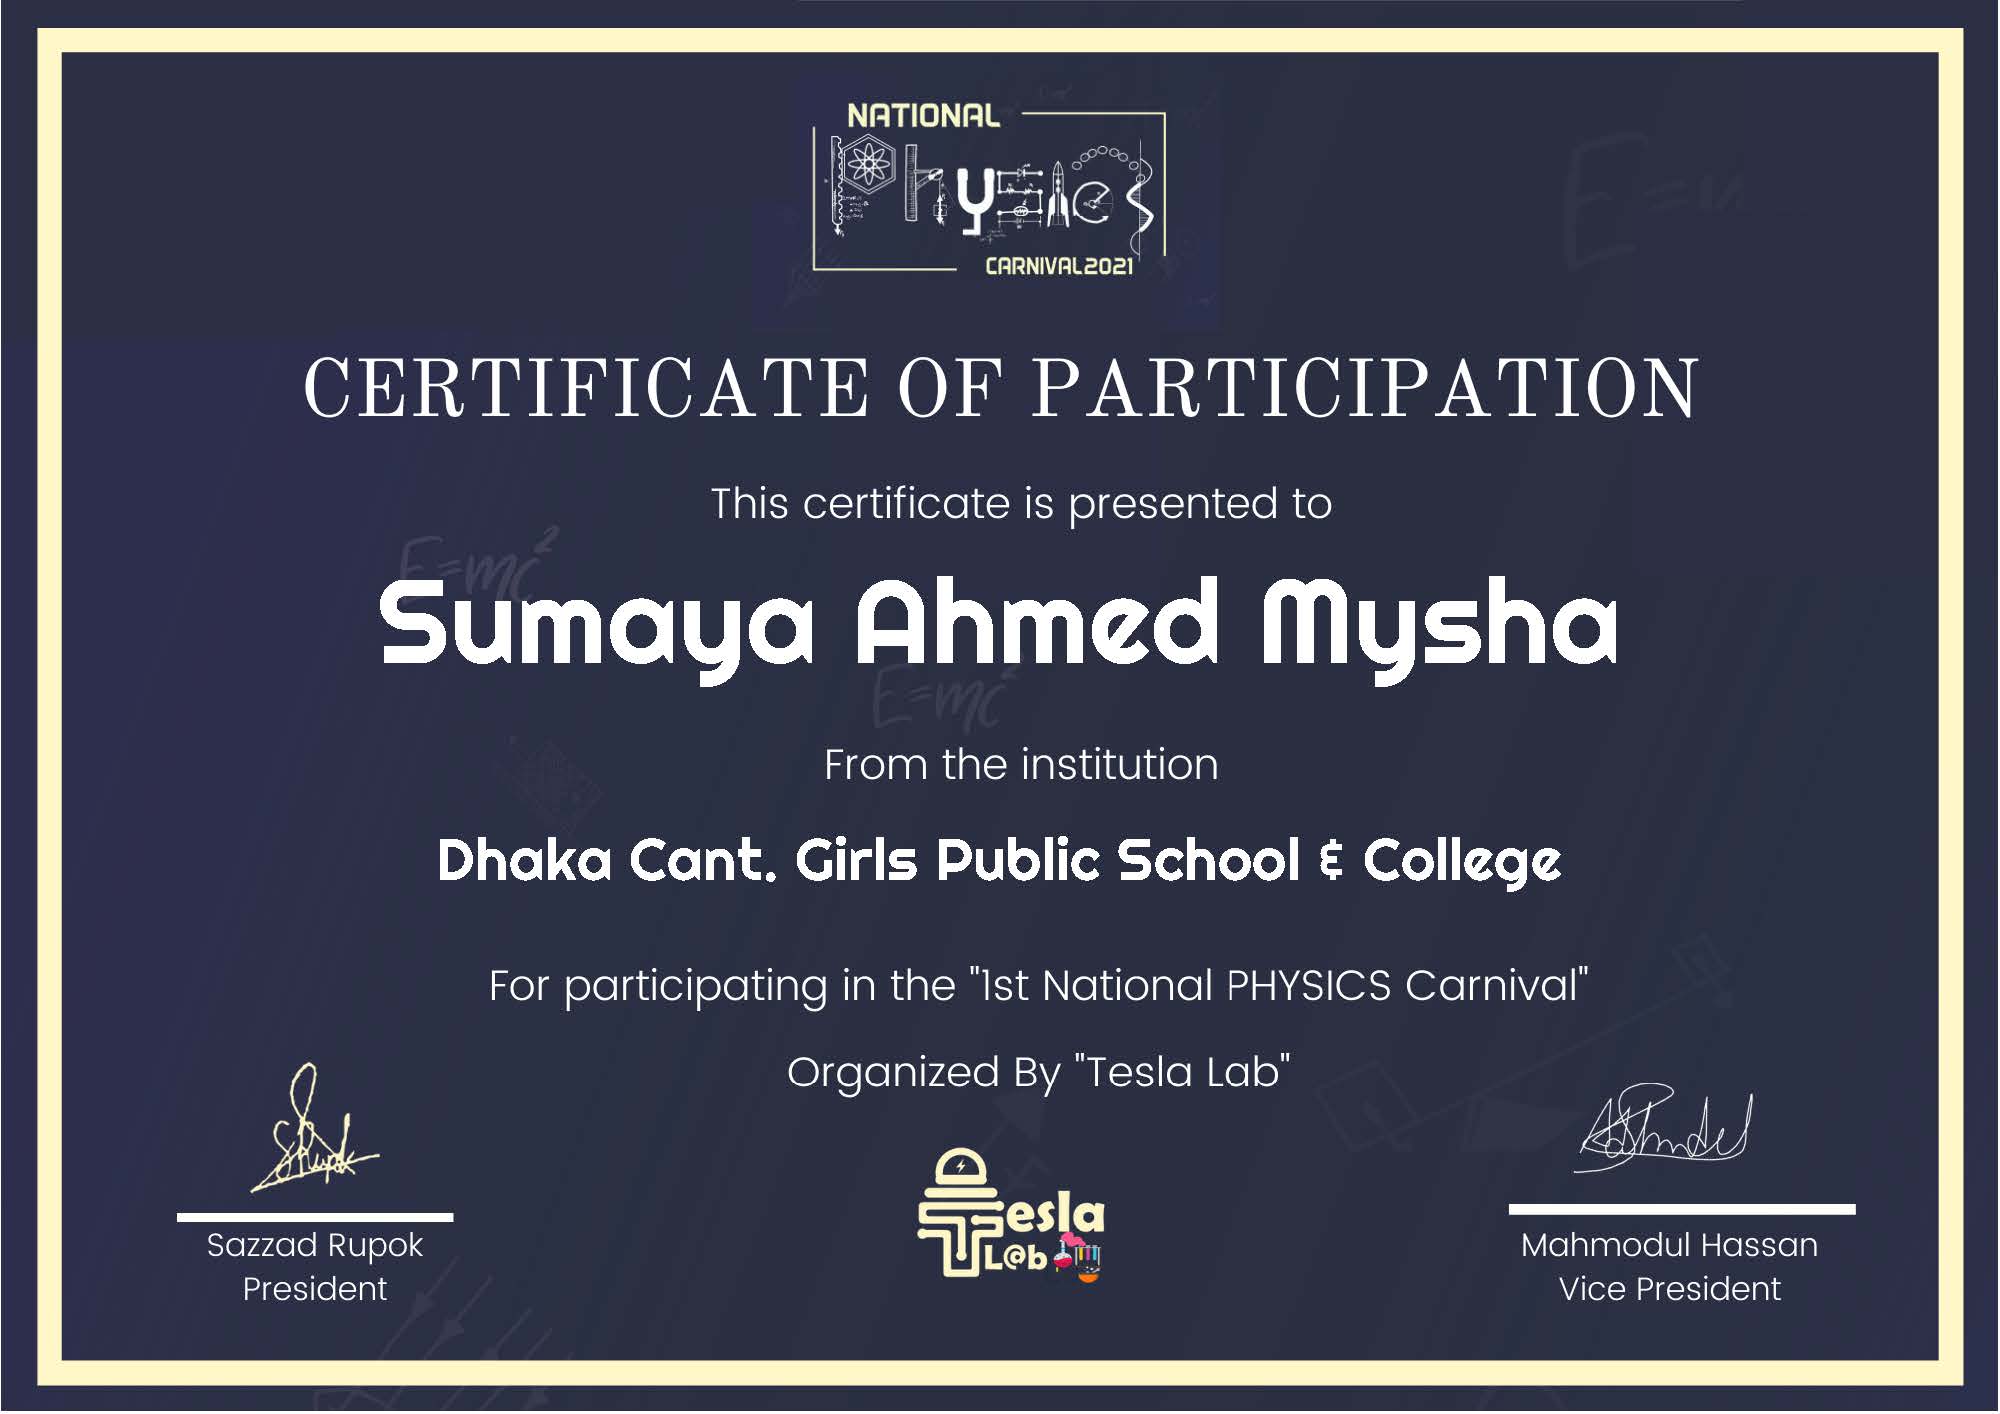 NATIONAL
Physics
CARNIVAL2021
CERTIFICATE OF PARTICIPATION
This certificate is presented to
E=mc²
Sumaya Ahmed Mysha
E=mc²
From the institution
Dhaka Cant. Girls Public School & College
For participating in the "1st National PHYSICS Carnival"
Organized By "Tesla Lab"
Tesla
L@b
Sazzad Rupok
President
Mahmodul Hassan
Vice President